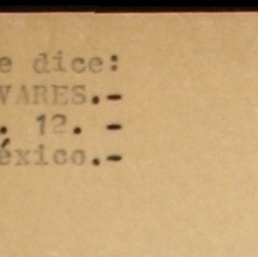 e dice:
VARES.-
. 12. -
éxico.-